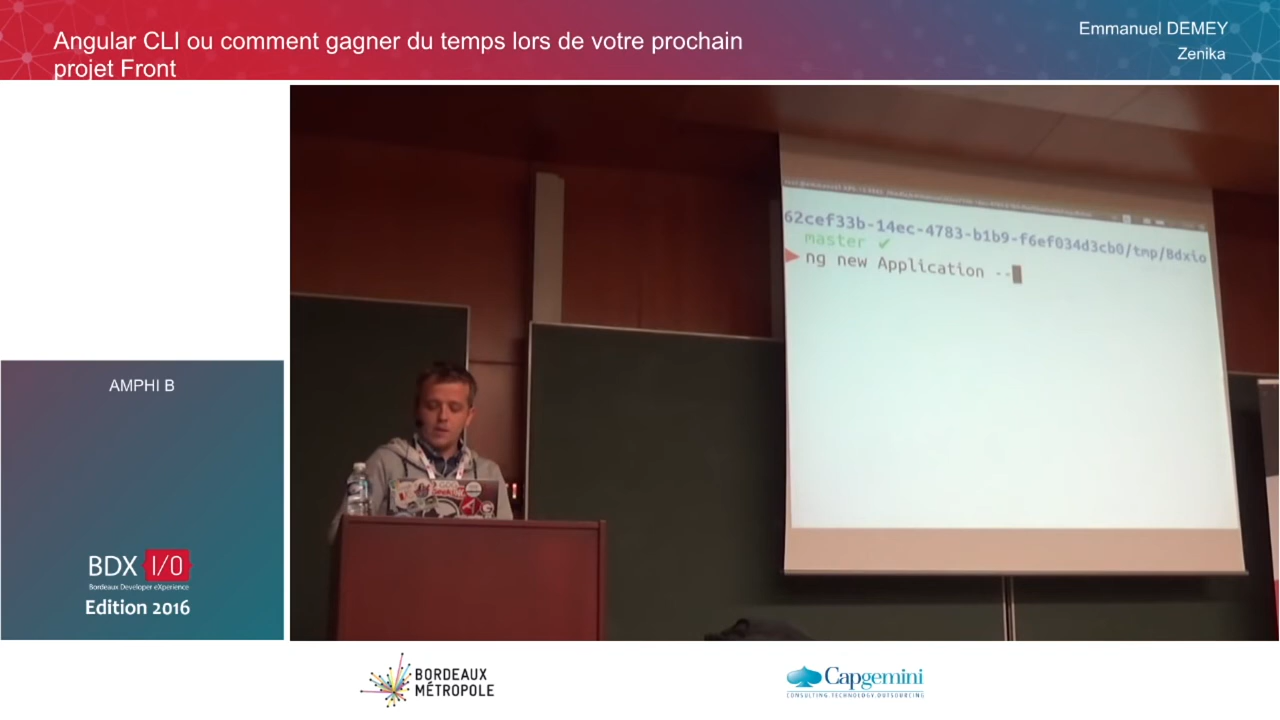 Angular CLI ou comment gagner du temps lors de votre prochain
projet Front
Emmanuel DEMEY
Zenika
62cef33b-14ec-4783-b1b9-f6ef034d3cb0/tmp/Bdxio
master ✔
ng new Application --
AMPHI B
BDX I/O
Bordeaux Developer eXperience
Edition 2016
BORDEAUX
MÉTROPOLE
Capgemini
CONSULTING.TECHNOLOGY.OUTSOURCING